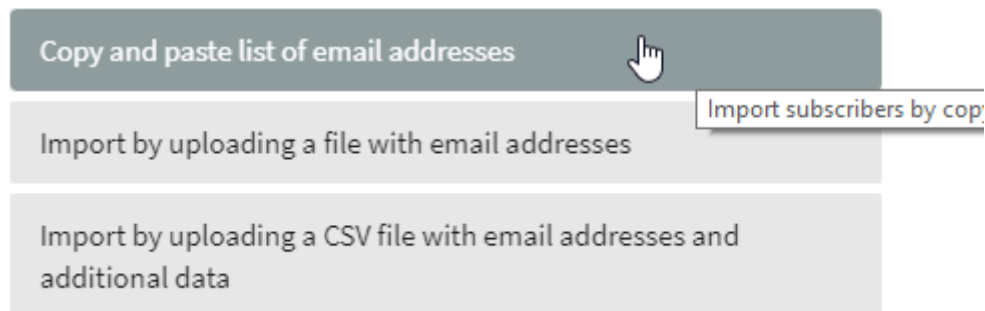 Copy and paste list of email addresses
Import subscribers by
Import by uploading a file with email addresses
Import by uploading a CSV file with email addresses and
additional data